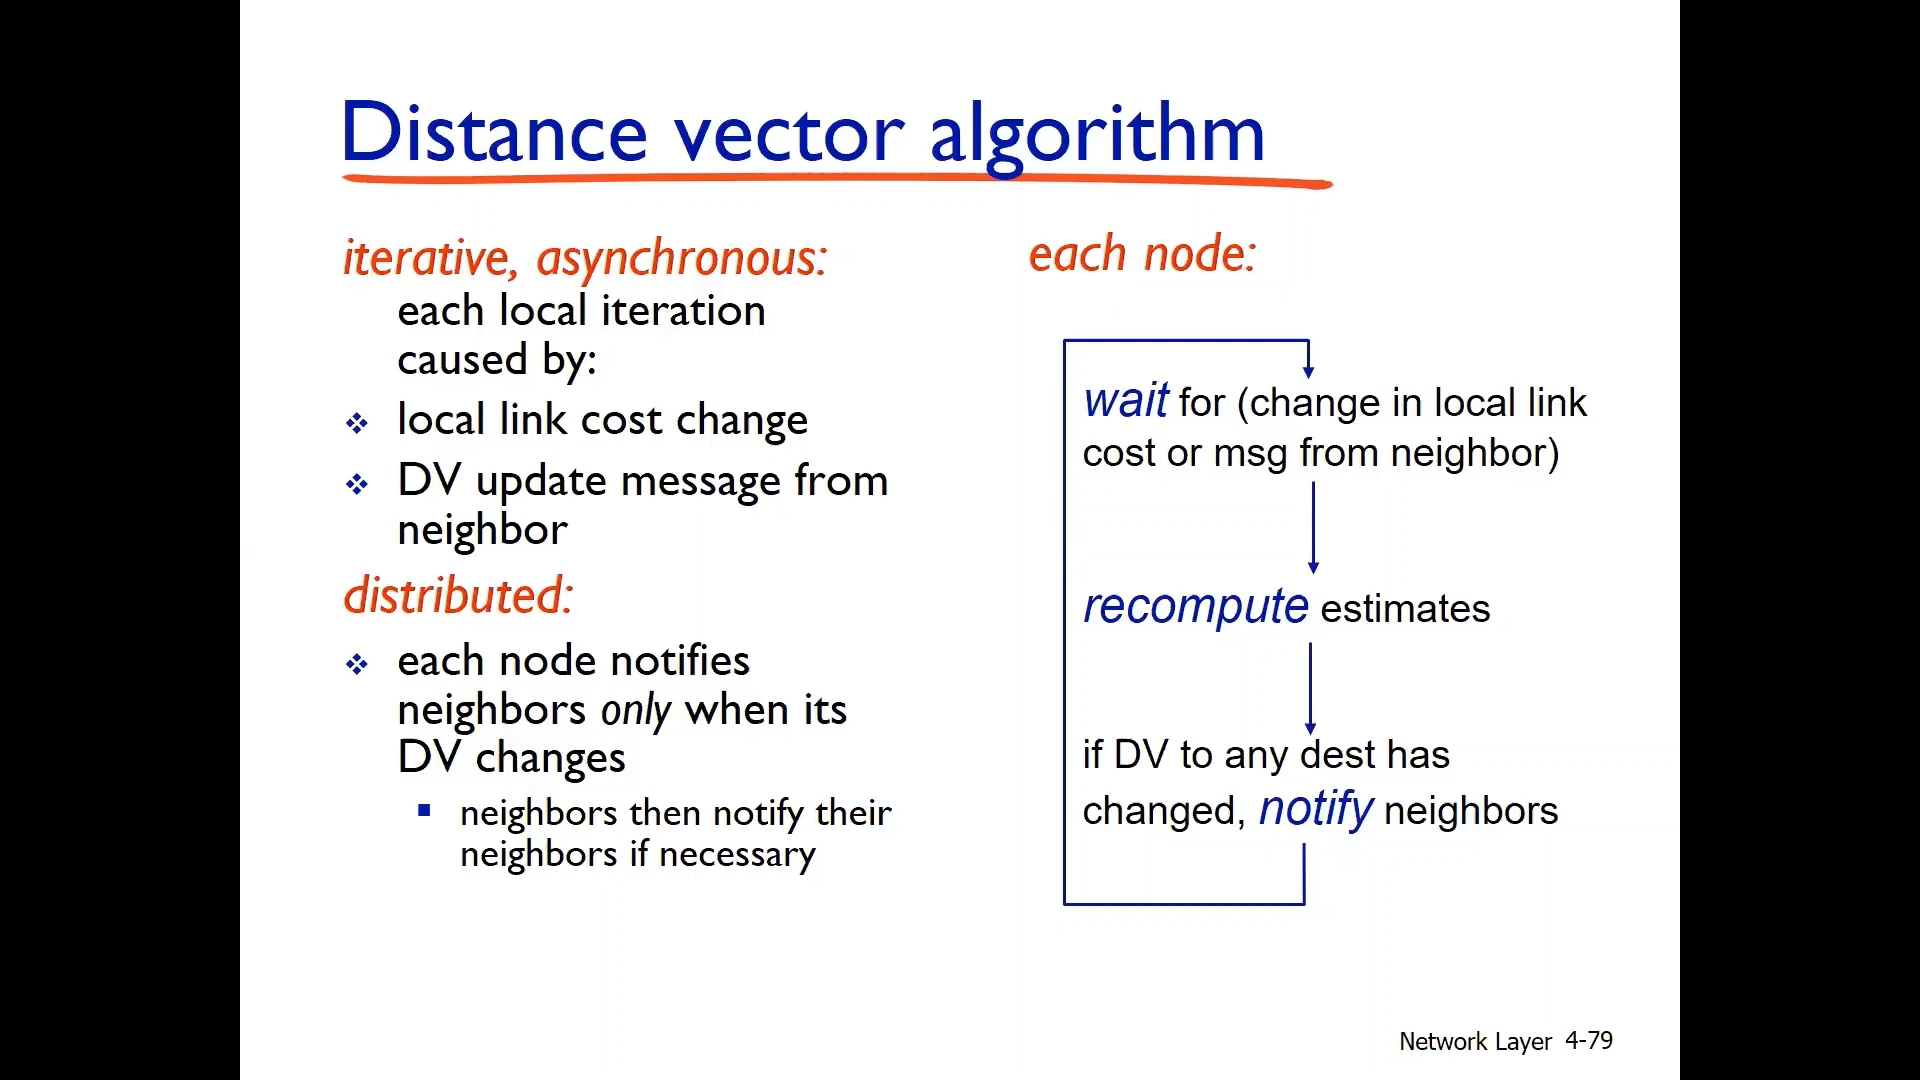 Distance vector algorithm
iterative, asynchronous:
each local iteration
caused by:
❖ local link cost change
❖ DV update message from
neighbor
distributed:
❖ each node notifies
neighbors only when its
DV changes
▪ neighbors then notify their
neighbors if necessary
each node:
wait for (change in local link
cost or msg from neighbor)
recompute estimates
if DV to any dest has
changed, notify neighbors
Network Layer 4-79